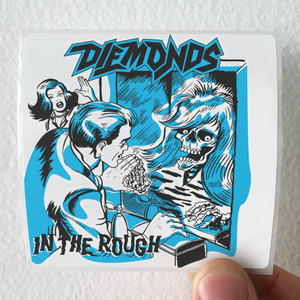 DIEMONDS
IN THE ROUGH